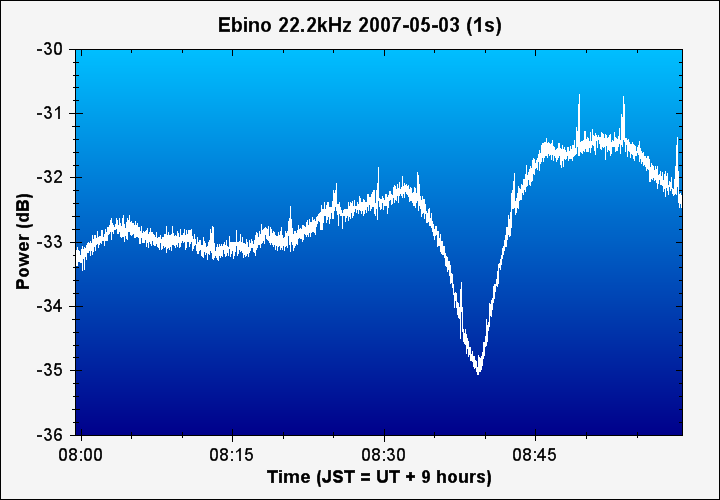 Ebino 22.2kHz 2007-05-03 (1s)
-30
-31
-32
-33
-34
-35
-36
Power (dB)
08:00 08:15 08:30 08:45
Time (JST = UT + 9 hours)